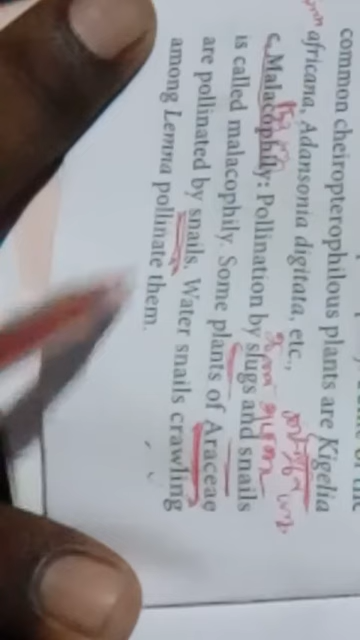 common cheiropterophilous plants are Kigelia
africana, Adansonia digitata, etc.,
c. Malacophily: Pollination by slugs and snails
is called malacophily. Some plants of Araceae
are pollinated by snails. Water snails crawling
among Lemna pollinate them.